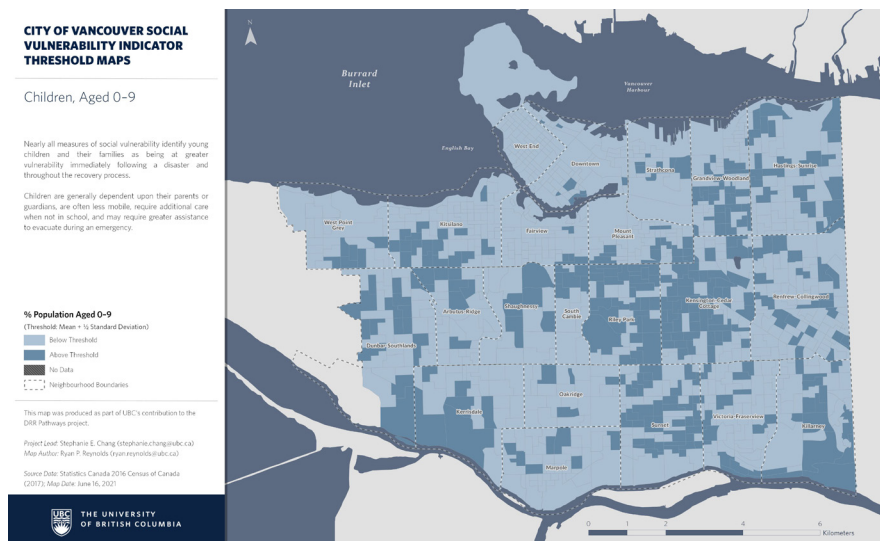 CITY OF VANCOUVER SOCIAL
VULNERABILITY INDICATOR
THRESHOLD MAPS
Children, Aged 0–9
Nearly all measures of social vulnerability identify young
children and their families as being at greater
vulnerability immediately following a disaster and
throughout the recovery process.
Children are generally dependent upon their parents or
guardians, are often less mobile, require additional care
when not in school, and may require greater assistance
to evacuate during an emergency.
% Population Aged 0–9
(Threshold: Mean + ½ Standard Deviation)
Below Threshold
Above Threshold
No Data
Neighbourhood Boundaries
This map was produced as part of UBC's contribution to the
DRR Pathways project.
Project Lead: Stephanie E. Chang (stephanie.chang@ubc.ca)
Map Author: Ryan P. Reynolds (ryan.reynolds@ubc.ca)
Source Data: Statistics Canada 2016 Census of Canada
(2017); Map Date: June 16, 2021
UBC
THE UNIVERSITY
OF BRITISH COLUMBIA
N
Burrard
Inlet
Vancouver
Harbour
English Bay
West End
Downtown
Strathcona
Grandview-Woodland
Hastings-Sunrise
West Point
Grey
Kitsilano
Fairview
Mount
Pleasant
Dunbar-Southlands
Arbutus-Ridge
Shaughnessy
South
Cambie
Riley Park
Kensington-Cedar
Cottage
Renfrew-Collingwood
Kerrisdale
Oakridge
Sunset
Victoria-Fraserview
Killarney
Marpole
0 1 2 4 6
Kilometers